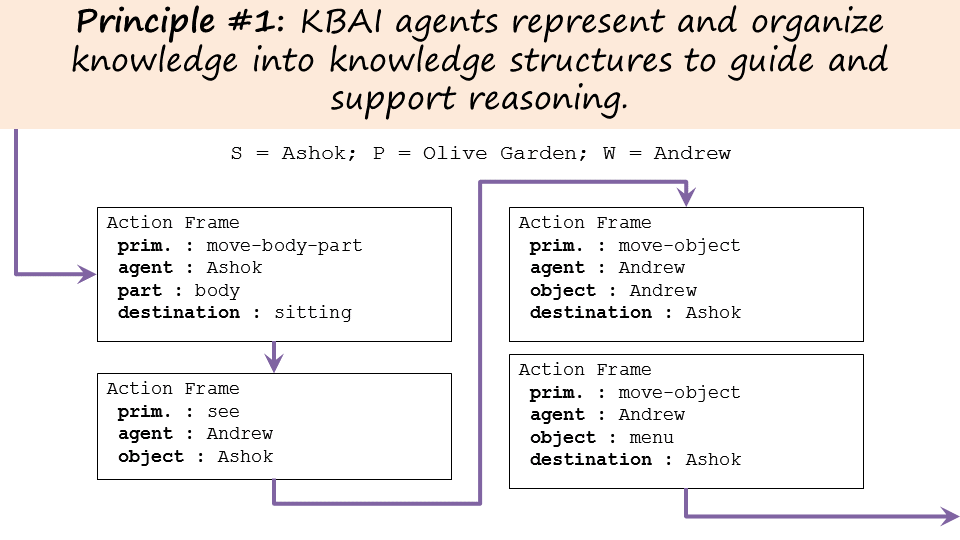 Principle #1: KBAI agents represent and organize
knowledge into knowledge structures to guide and
support reasoning.
S = Ashok; P = Olive Garden; W = Andrew
Action Frame
prim. : move-body-part
agent : Ashok
part : body
destination : sitting
Action Frame
prim. : see
agent : Andrew
object : Ashok
Action Frame
prim. : move-object
agent : Andrew
object : Andrew
destination : Ashok
Action Frame
prim. : move-object
agent : Andrew
object : menu
destination : Ashok